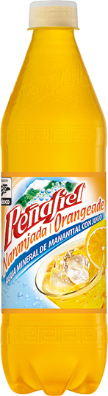 Peñafiel
Naranjada | Orangeade
AGUA MINERAL DE MANANTIAL CON JUGO